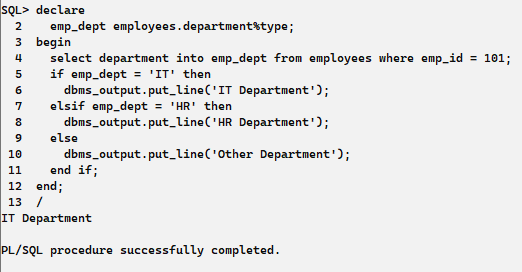 SQL> declare
  2    emp_dept employees.department%type;
  3  begin
  4    select department into emp_dept from employees where emp_id = 101;
  5    if emp_dept = 'IT' then
  6      dbms_output.put_line('IT Department');
  7    elsif emp_dept = 'HR' then
  8      dbms_output.put_line('HR Department');
  9    else
 10      dbms_output.put_line('Other Department');
 11    end if;
 12  end;
 13  /
IT Department
PL/SQL procedure successfully completed.